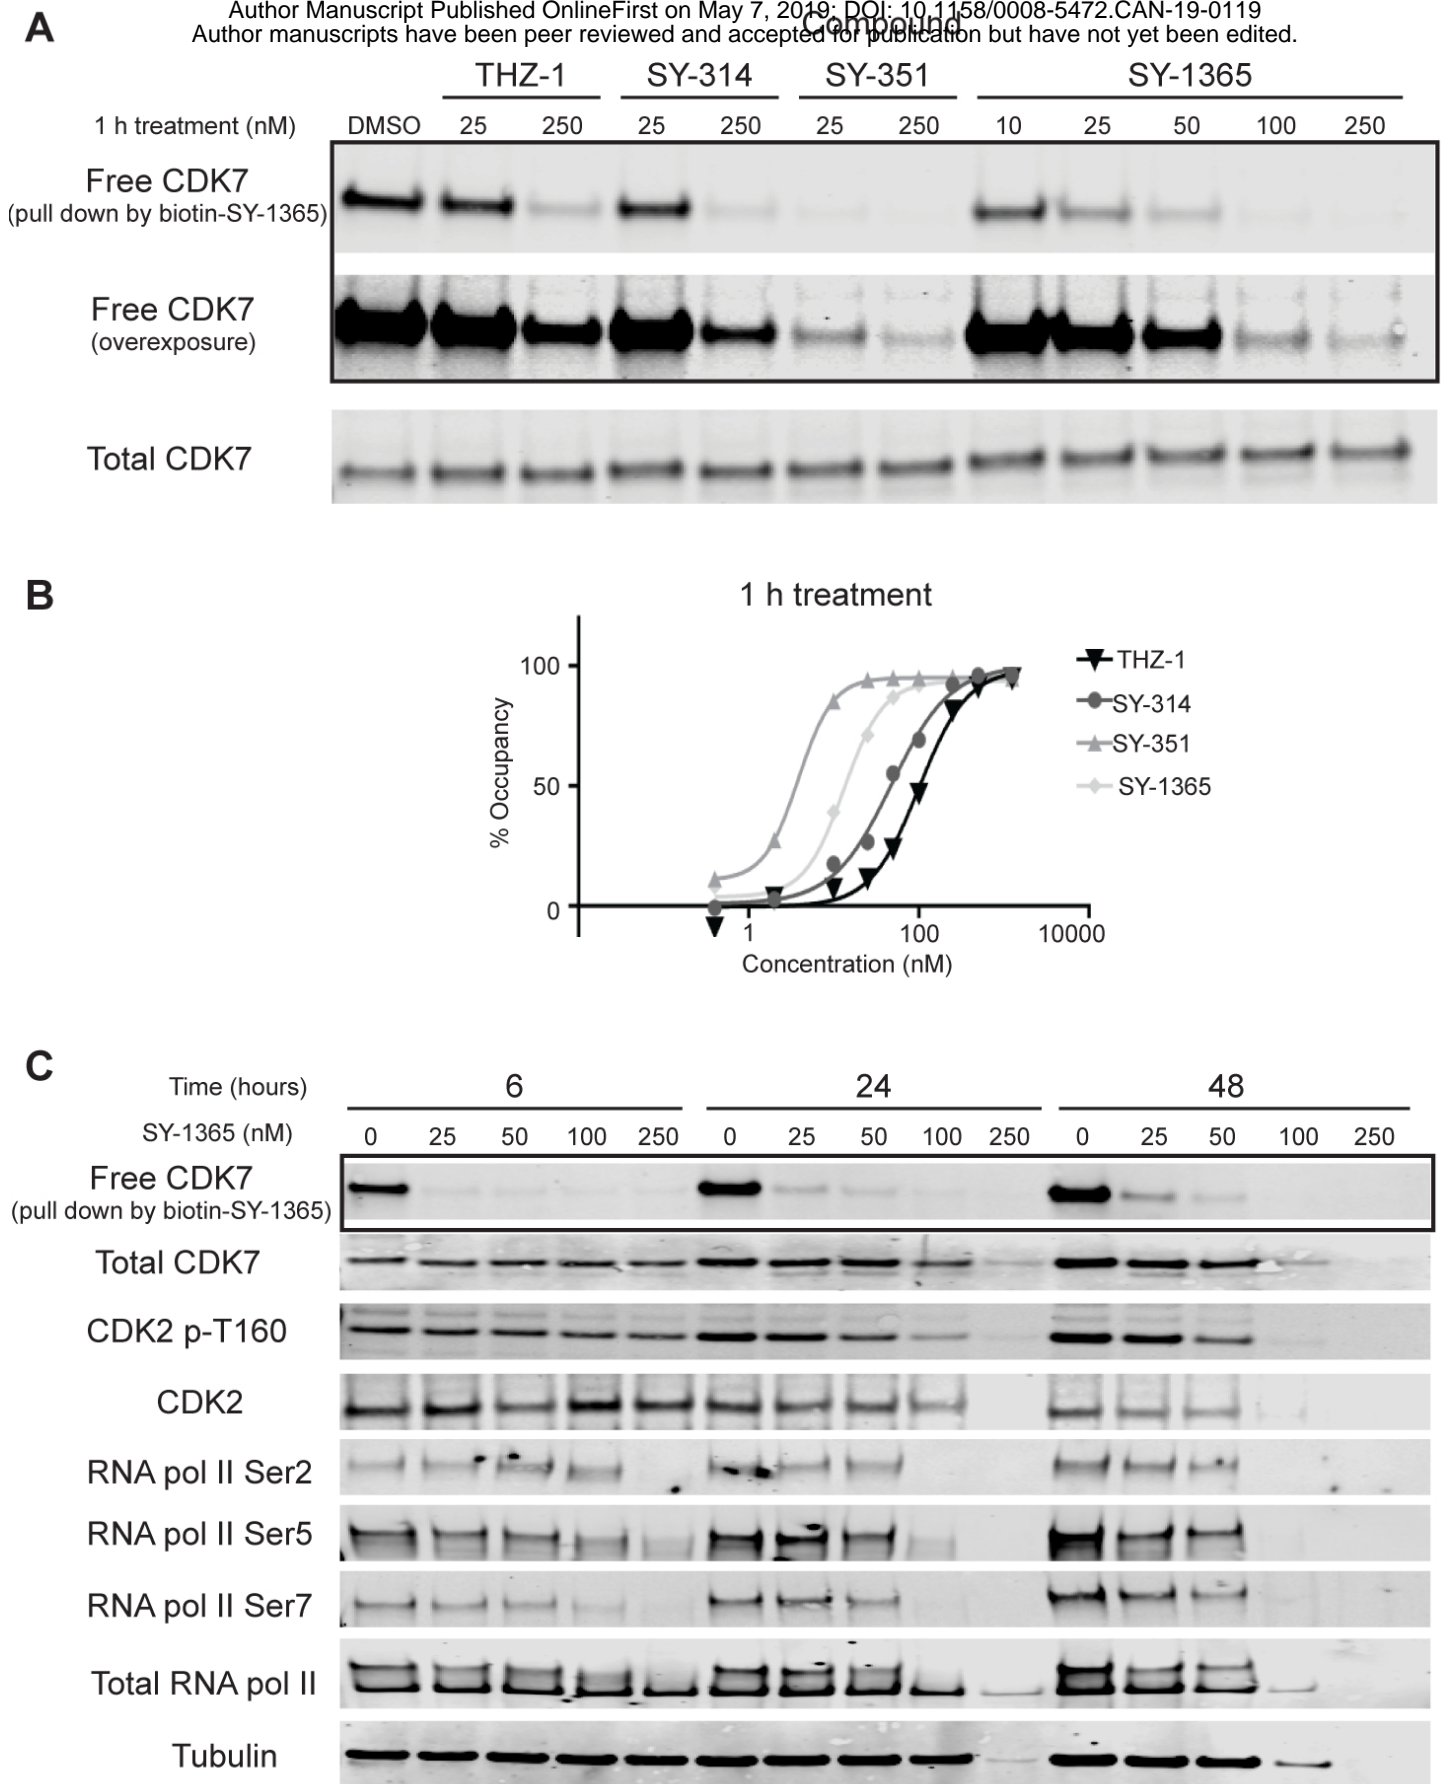 Author Manuscript Published OnlineFirst on May 7, 2019; DOI: 10.1158/0008-5472.CAN-19-0119
Author manuscripts have been peer reviewed and accepted for publication but have not yet been edited.
A
Compound
THZ-1 SY-314 SY-351 SY-1365
1 h treatment (nM) DMSO 25 250 25 250 25 250 10 25 50 100 250
Free CDK7
(pull down by biotin-SY-1365)
Free CDK7
(overexposure)
Total CDK7
B
1 h treatment
100
50
0
% Occupancy
1 100 10000
Concentration (nM)
THZ-1
SY-314
SY-351
SY-1365
C
Time (hours) 6 24 48
SY-1365 (nM) 0 25 50 100 250 0 25 50 100 250 0 25 50 100 250
Free CDK7
(pull down by biotin-SY-1365)
Total CDK7
CDK2 p-T160
CDK2
RNA pol II Ser2
RNA pol II Ser5
RNA pol II Ser7
Total RNA pol II
Tubulin